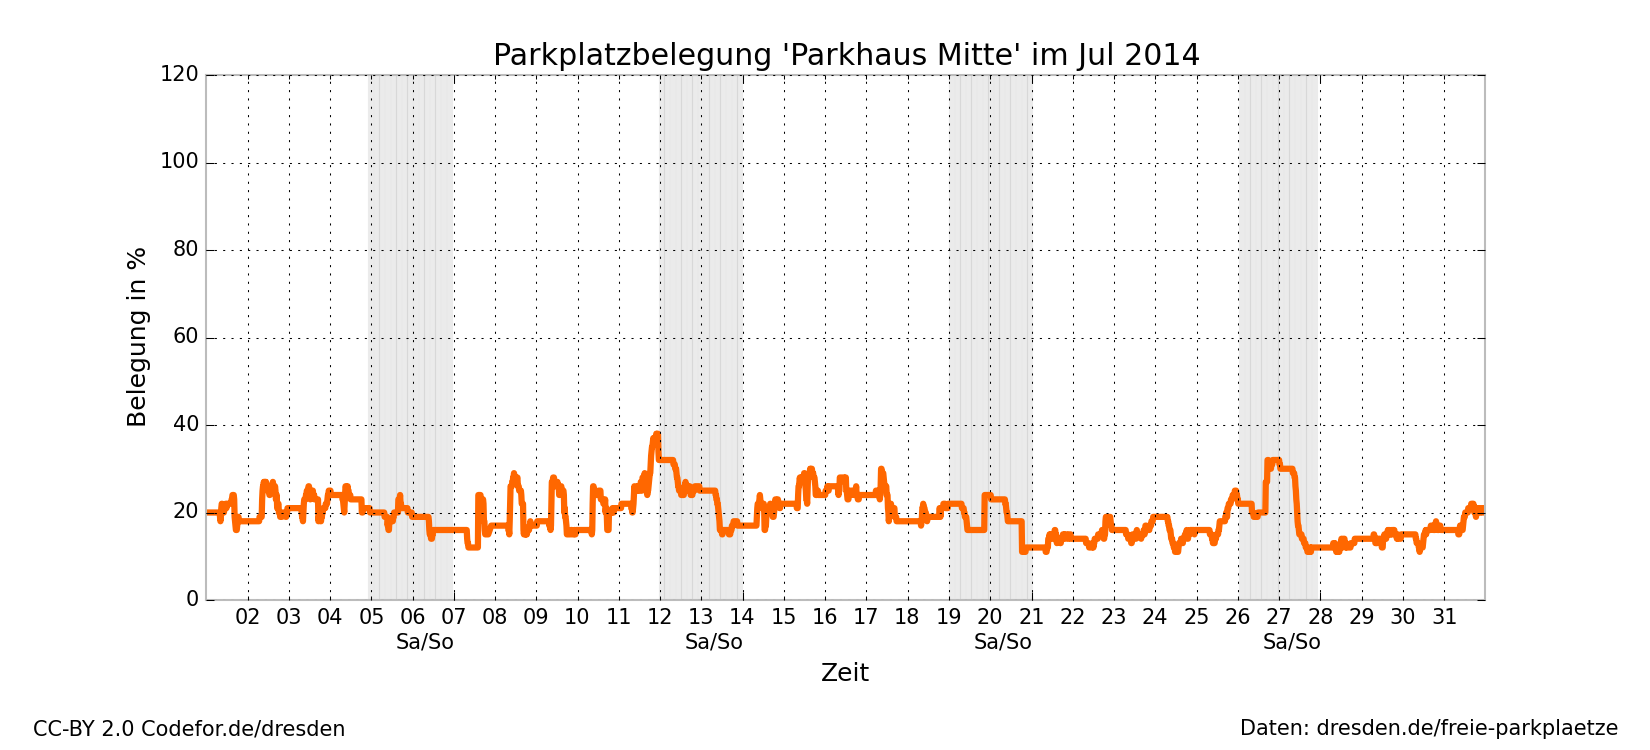 Parkplatzbelegung 'Parkhaus Mitte' im Jul 2014
120
100
80
60
40
20
0
Belegung in %
02 03 04 05 06 07 08 09 10 11 12 13 14 15 16 17 18 19 20 21 22 23 24 25 26 27 28 29 30 31
Sa/So Sa/So Sa/So Sa/So
Zeit
CC-BY 2.0 Codefor.de/dresden
Daten: dresden.de/freie-parkplaetze